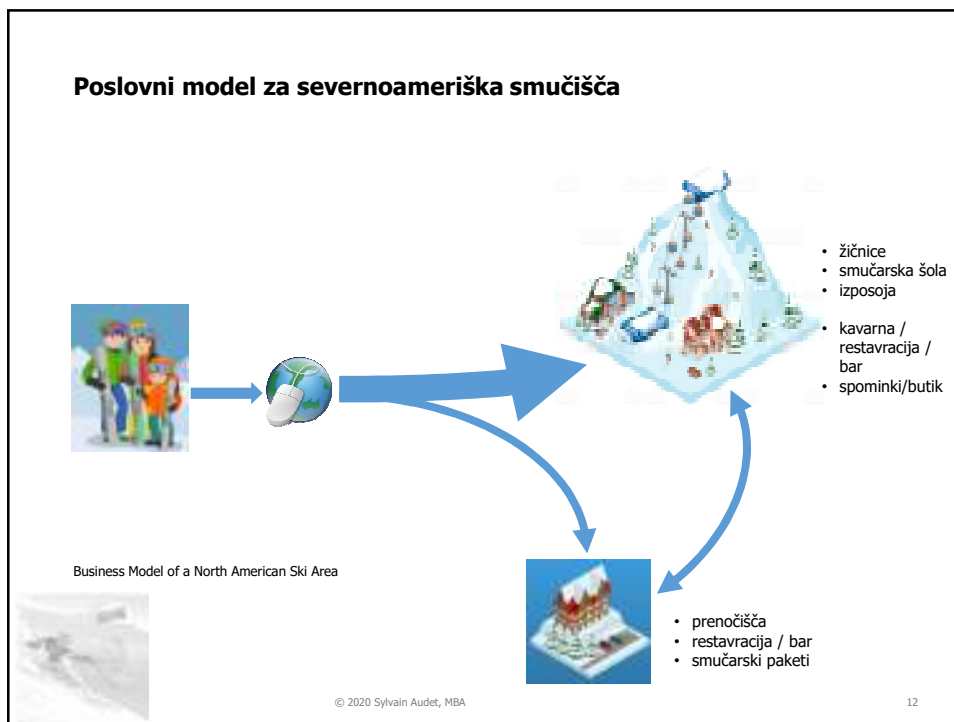 Poslovni model za severnoameriška smučišča
• žičnice
• smučarska šola
• izposoja
• kavarna /
restavracija /
bar
• spominki/butik
Business Model of a North American Ski Area
• prenočišča
• restavracija / bar
• smučarski paketi
© 2020 Sylvain Audet, MBA
12